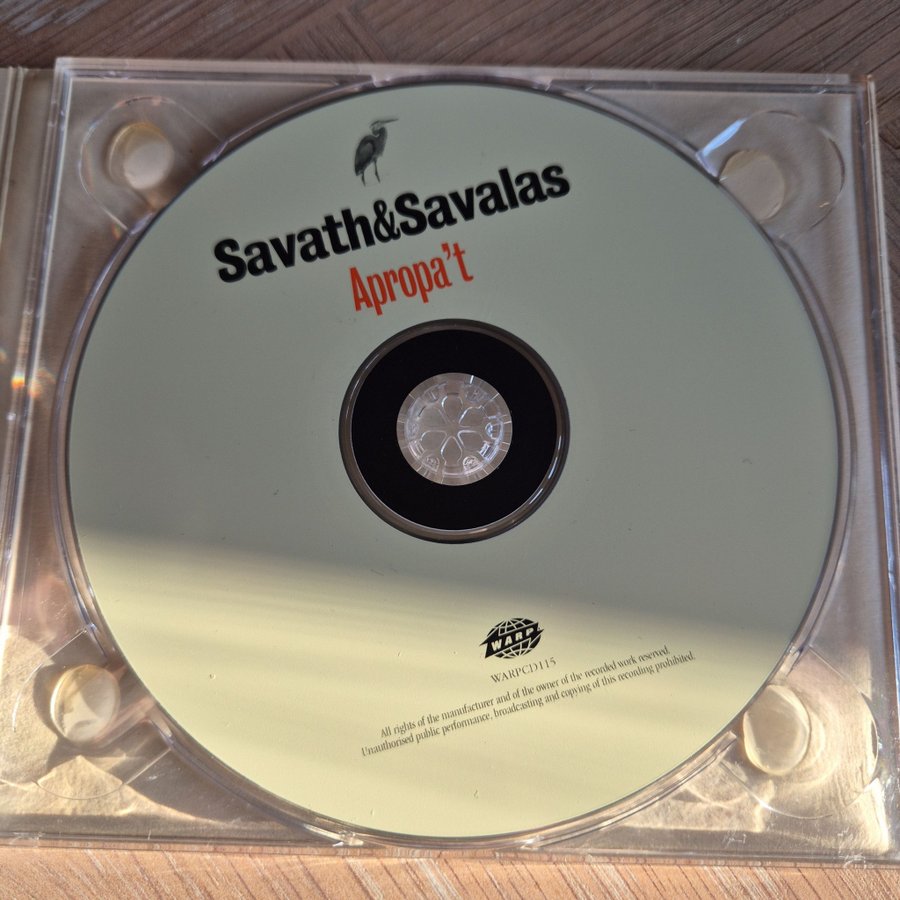 Savath&Savalas
Apropa't
WARP
WARPCD115
All rights of the manufacturer and of the owner of the recorded work reserved.
Unauthorised public performance, broadcasting and copying of this recording prohibited.